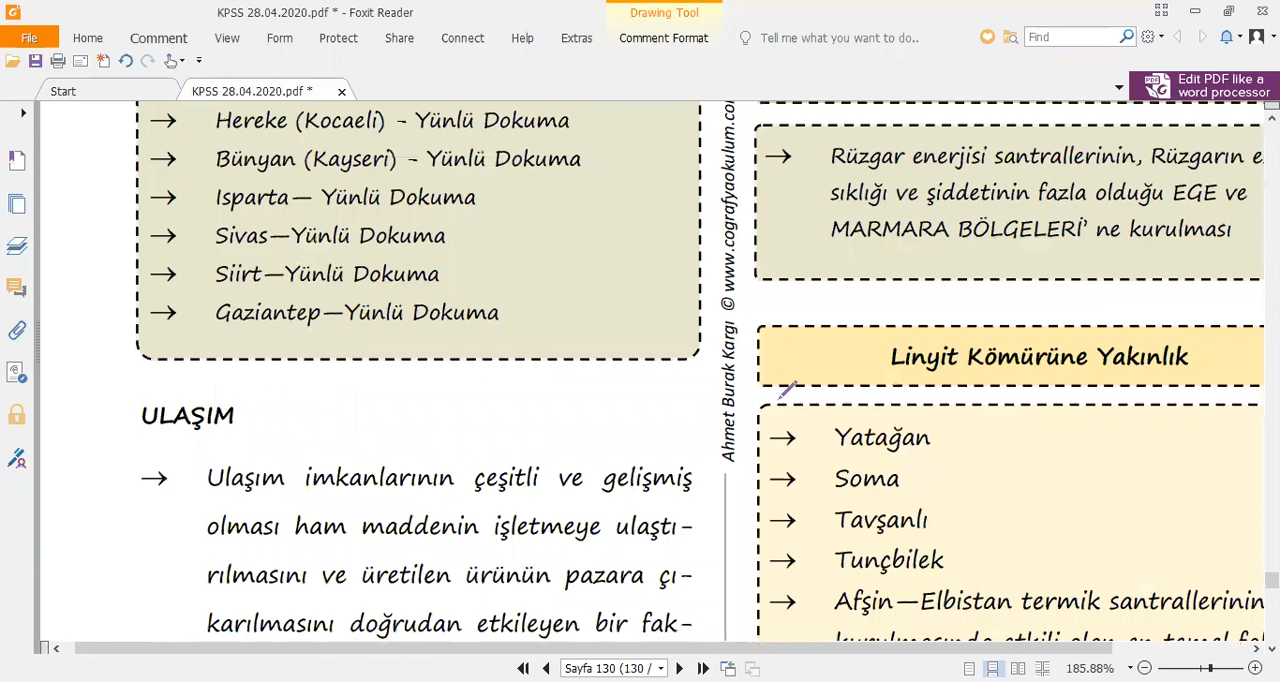 KPSS 28.04.2020.pdf * - Foxit Reader
Drawing Tool
File
Home
Comment
View
Form
Protect
Share
Connect
Help
Extras
Comment Format
Tell me what you want to do..
Find
Start
KPSS 28.04.2020.pdf *
Edit PDF like a
word processor
→ Hereke (Kocaeli) - Yünlü Dokuma
→ Bünyan (Kayseri) - Yünlü Dokuma
→ Isparta— Yünlü Dokuma
→ Sivas—Yünlü Dokuma
→ Siirt—Yünlü Dokuma
→ Gaziantep—Yünlü Dokuma
ULAŞIM
→ Ulaşım imkanlarının çeşitli ve gelişmiş
olması ham maddenin işletmeye ulaştı-
rılmasını ve üretilen ürünün pazara çı-
karılmasını doğrudan etkileyen bir fak-
Ahmet Burak Kargı © www.cografyaokulum.co
→ Rüzgar enerjisi santrallerinin, Rüzgarın
sıklığı ve şiddetinin fazla olduğu EGE ve
MARMARA BÖLGELERİ' ne kurulması
Linyit Kömürüne Yakınlık
→ Yatağan
→ Soma
→ Tavşanlı
→ Tunçbilek
→ Afşin—Elbistan termik santrallerinin
Sayfa 130 (130 /
185.88%